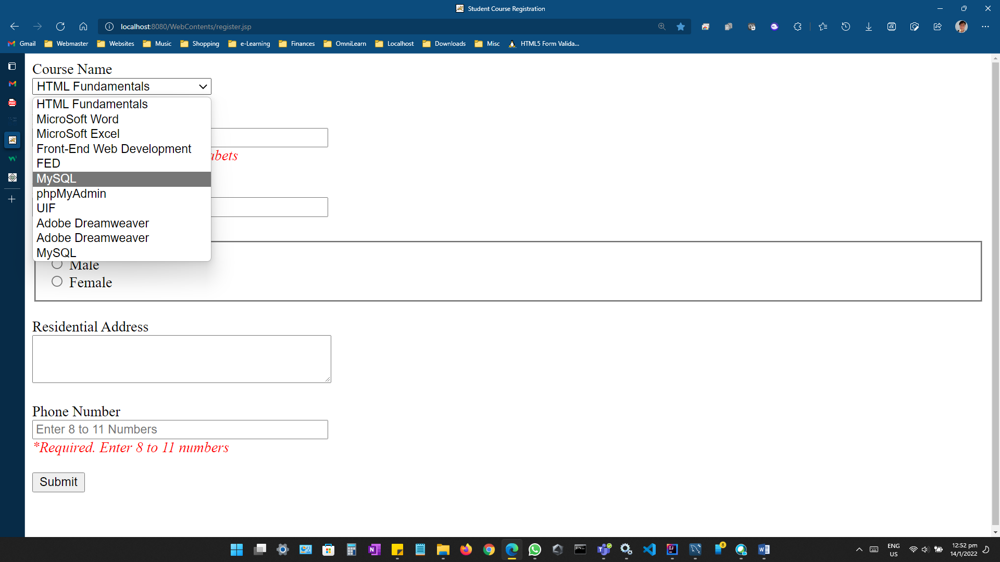 Student Course Registration
localhost:8080/WebContents/register.jsp
Gmail Webmaster Websites Music Shopping e-Learning Finances OmniLearn Localhost Downloads Misc HTML5 Form Valida...
Course Name
HTML Fundamentals
HTML Fundamentals
MicroSoft Word
MicroSoft Excel
Front-End Web Development
FED
MySQL
phpMyAdmin
UIF
Adobe Dreamweaver
Adobe Dreamweaver
MySQL
Male
Female
Residential Address
Phone Number
Enter 8 to 11 Numbers
*Required. Enter 8 to 11 numbers
Submit
ENG
US
12:52 pm
14/1/2022